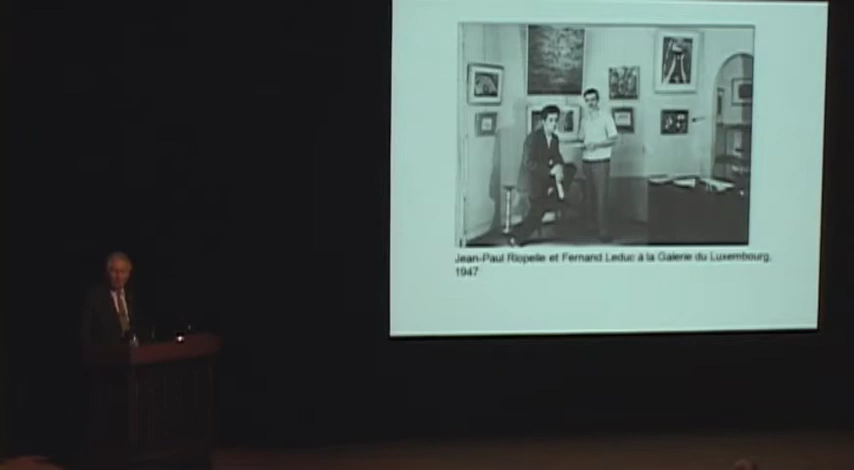 Jean-Paul Riopelle et Fernand Leduc à la Galerie du Luxembourg,
1947